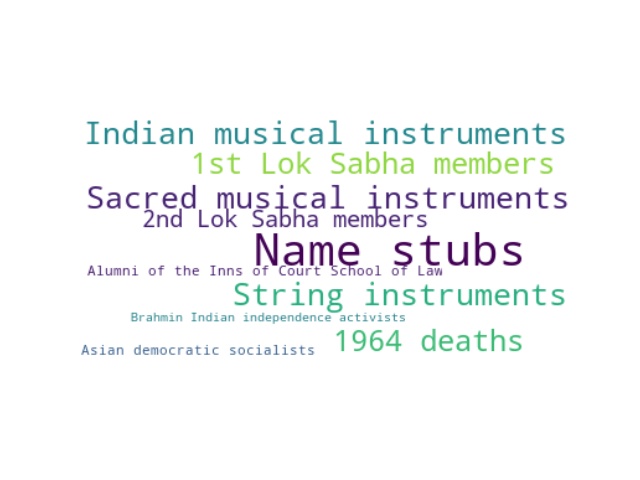 Indian musical instruments
1st Lok Sabha members
Sacred musical instruments
2nd Lok Sabha members
Name stubs
Alumni of the Inns of Court School of Law
String instruments
Brahmin Indian independence activists
1964 deaths
Asian democratic socialists